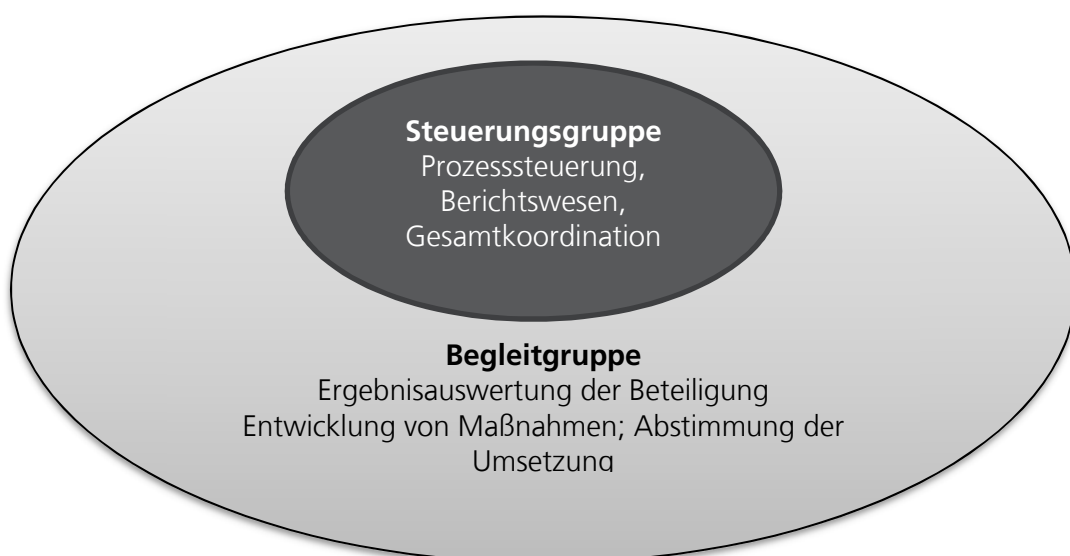 Steuerungsgruppe
Prozesssteuerung,
Berichtswesen,
Gesamtkoordination
Begleitgruppe
Ergebnisauswertung der Beteiligung
Entwicklung von Maßnahmen; Abstimmung der
Umsetzung